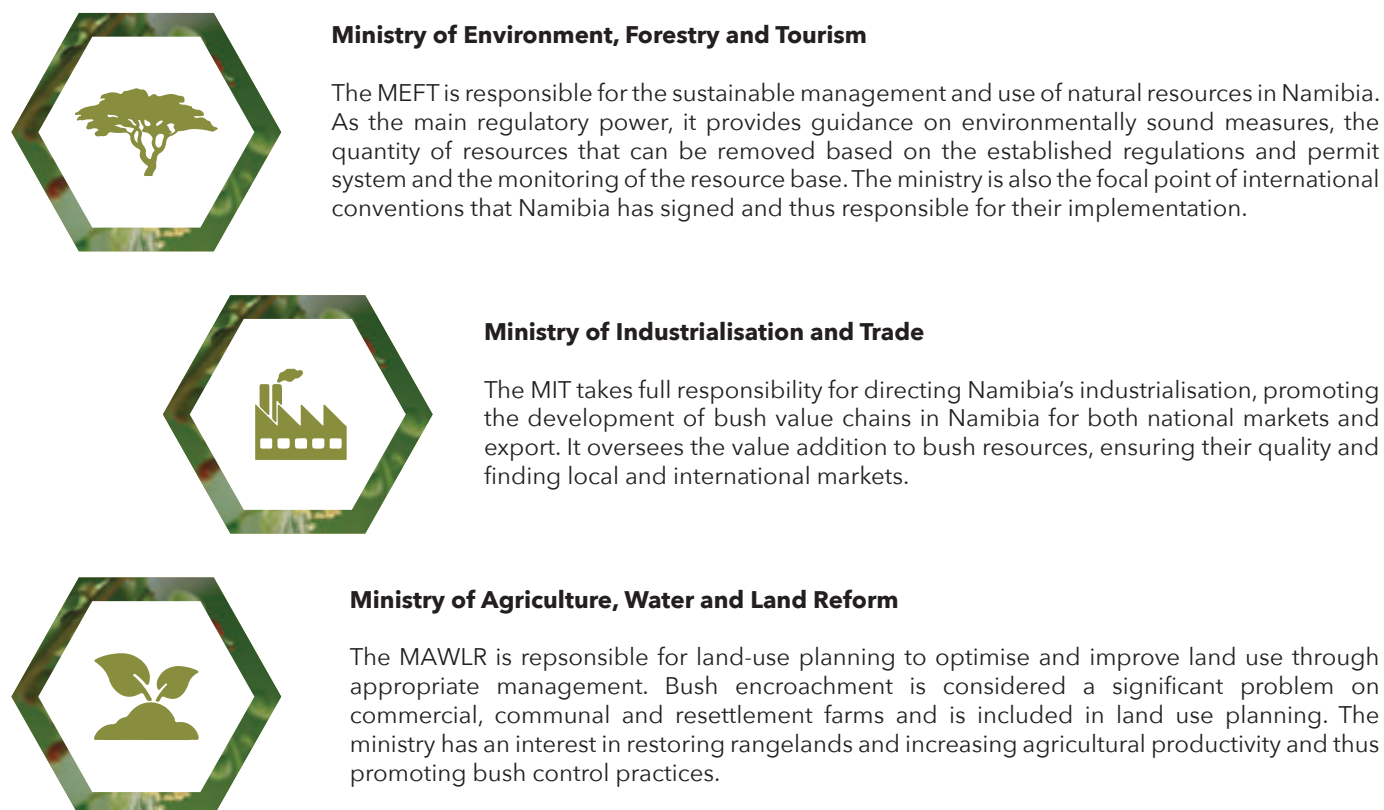 Ministry of Environment, Forestry and Tourism
The MEFT is responsible for the sustainable management and use of natural resources in Namibia.
As the main regulatory power, it provides guidance on environmentally sound measures, the
quantity of resources that can be removed based on the established regulations and permit
system and the monitoring of the resource base. The ministry is also the focal point of international
conventions that Namibia has signed and thus responsible for their implementation.
Ministry of Industrialisation and Trade
The MIT takes full responsibility for directing Namibia’s industrialisation, promoting
the development of bush value chains in Namibia for both national markets and
export. It oversees the value addition to bush resources, ensuring their quality and
finding local and international markets.
Ministry of Agriculture, Water and Land Reform
The MAWLR is repsonsible for land-use planning to optimise and improve land use through
appropriate management. Bush encroachment is considered a significant problem on
commercial, communal and resettlement farms and is included in land use planning. The
ministry has an interest in restoring rangelands and increasing agricultural productivity and thus
promoting bush control practices.